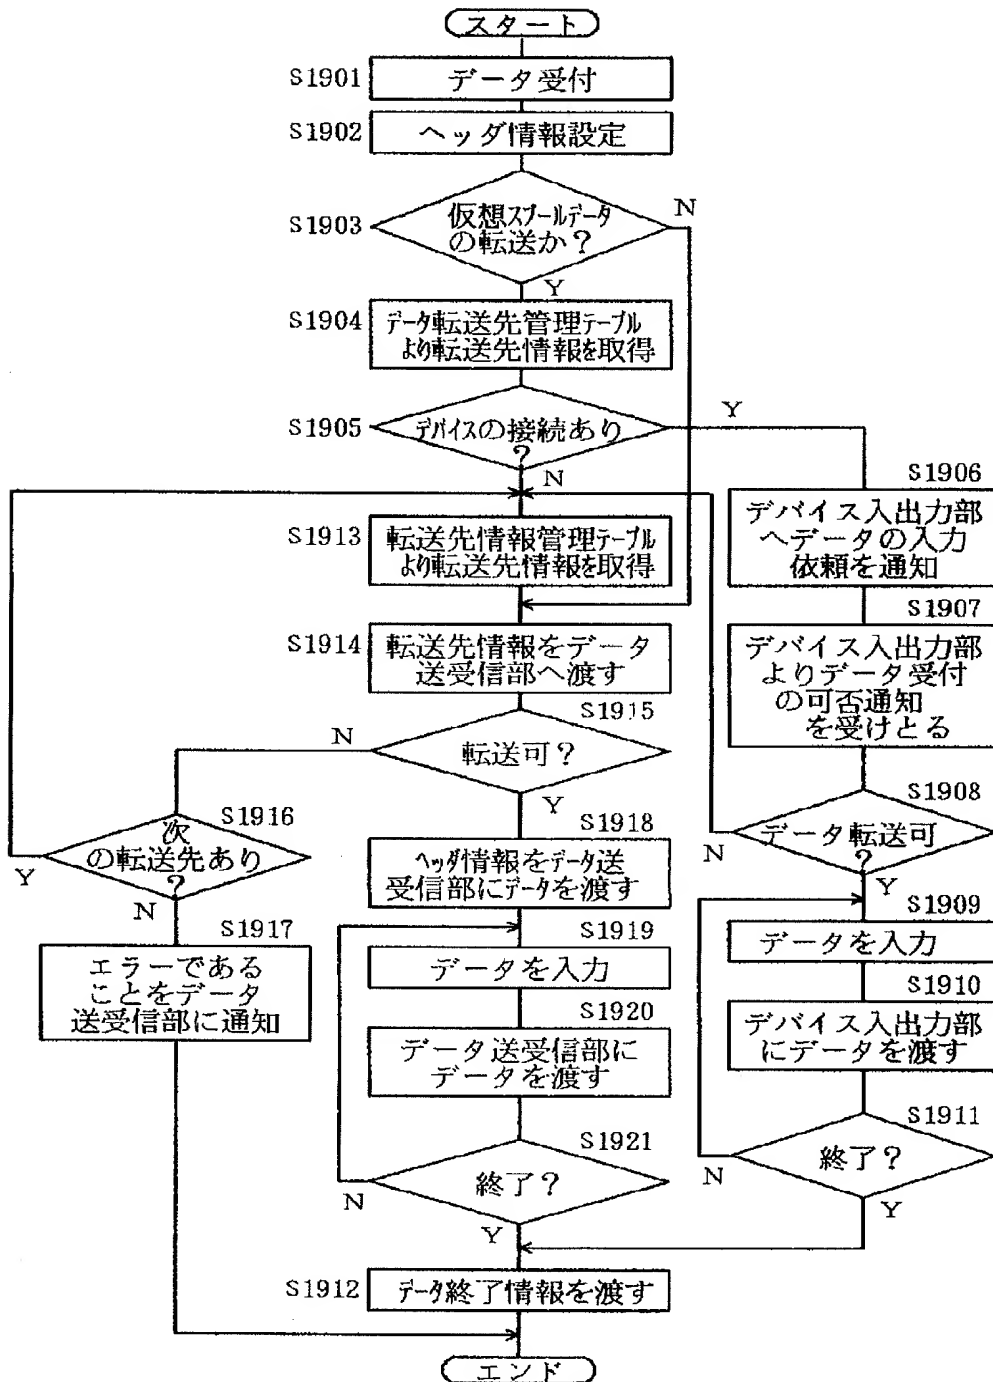 スタート
S1901
データ受付
S1902
ヘッダ情報設定
S1903
仮想スプールデータ
の転送か？
N
Y
S1904
データ転送先管理テーブル
より転送先情報を取得
S1905
デバイスの接続あり
？
Y
N
S1906
デバイス入出力部
へデータの入力
依頼を通知
S1913
転送先情報管理テーブル
より転送先情報を取得
S1907
デバイス入出力部
よりデータ受付
の可否通知
を受けとる
S1914
転送先情報をデータ
送受信部へ渡す
S1915
転送可？
N
Y
S1908
データ転送可
？
N
Y
S1916
次
の転送先あり
？
Y
N
S1918
ヘッダ情報をデータ送
受信部にデータを渡す
S1909
データを入力
S1917
エラーである
ことをデータ
送受信部に通知
S1919
データを入力
S1910
デバイス入出力部
にデータを渡す
S1920
データ送受信部に
データを渡す
S1911
終了？
N
Y
S1921
終了？
N
Y
S1912
データ終了情報を渡す
エンド